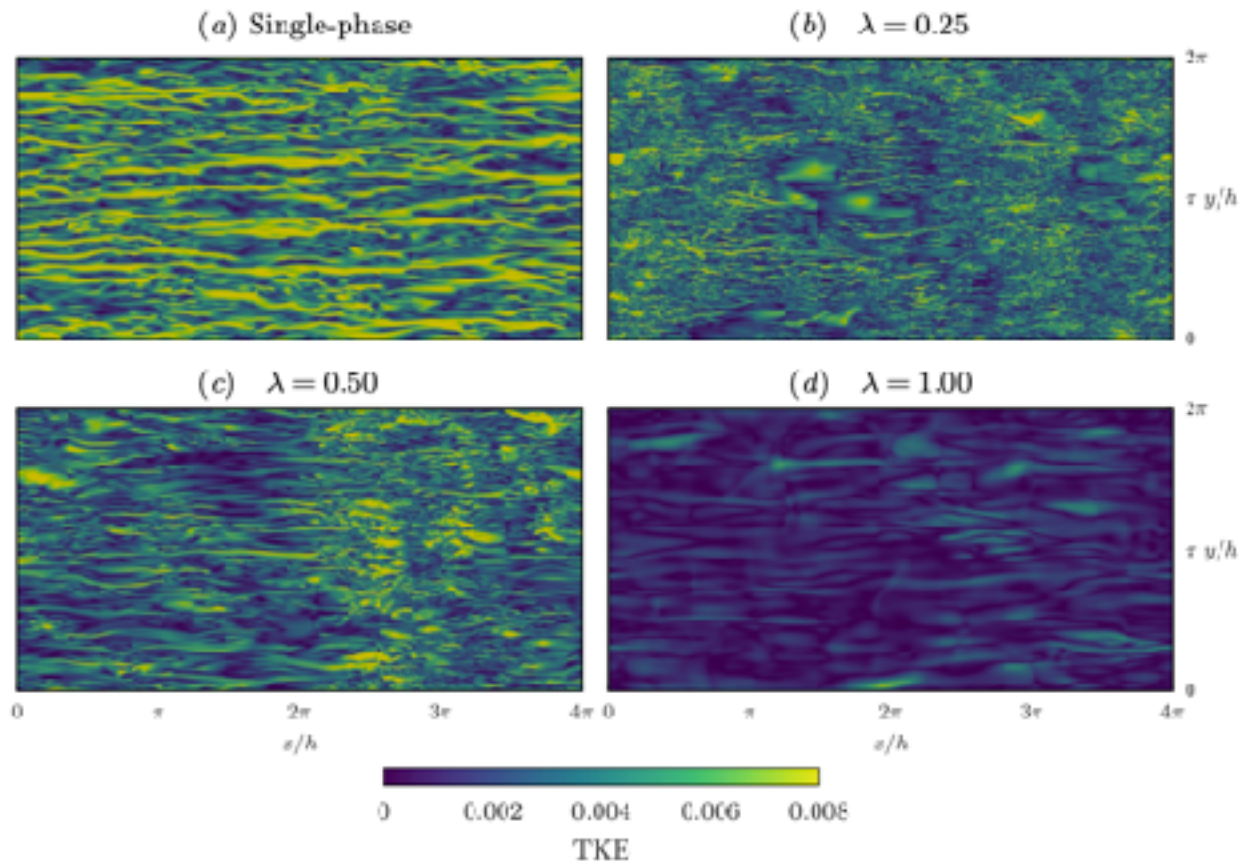 (a) Single-phase
(b) λ = 0.25
2π
π y/h
0
(c) λ = 0.50
(d) λ = 1.00
2π
π y/h
0
0 π 2π 3π 4π
0 π 2π 3π 4π
x/h
x/h
0 0.002 0.004 0.006 0.008
TKE